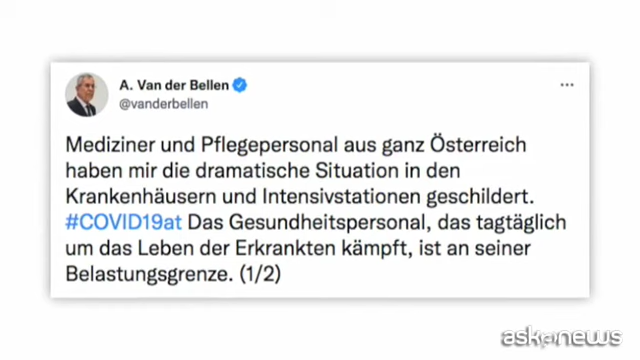 A. Van der Bellen
@vanderbellen
Mediziner und Pflegepersonal aus ganz Österreich
haben mir die dramatische Situation in den
Krankenhäusern und Intensivstationen geschildert.
#COVID19at Das Gesundheitspersonal, das tagtäglich
um das Leben der Erkrankten kämpft, ist an seiner
Belastungsgrenze. (1/2)
askanews